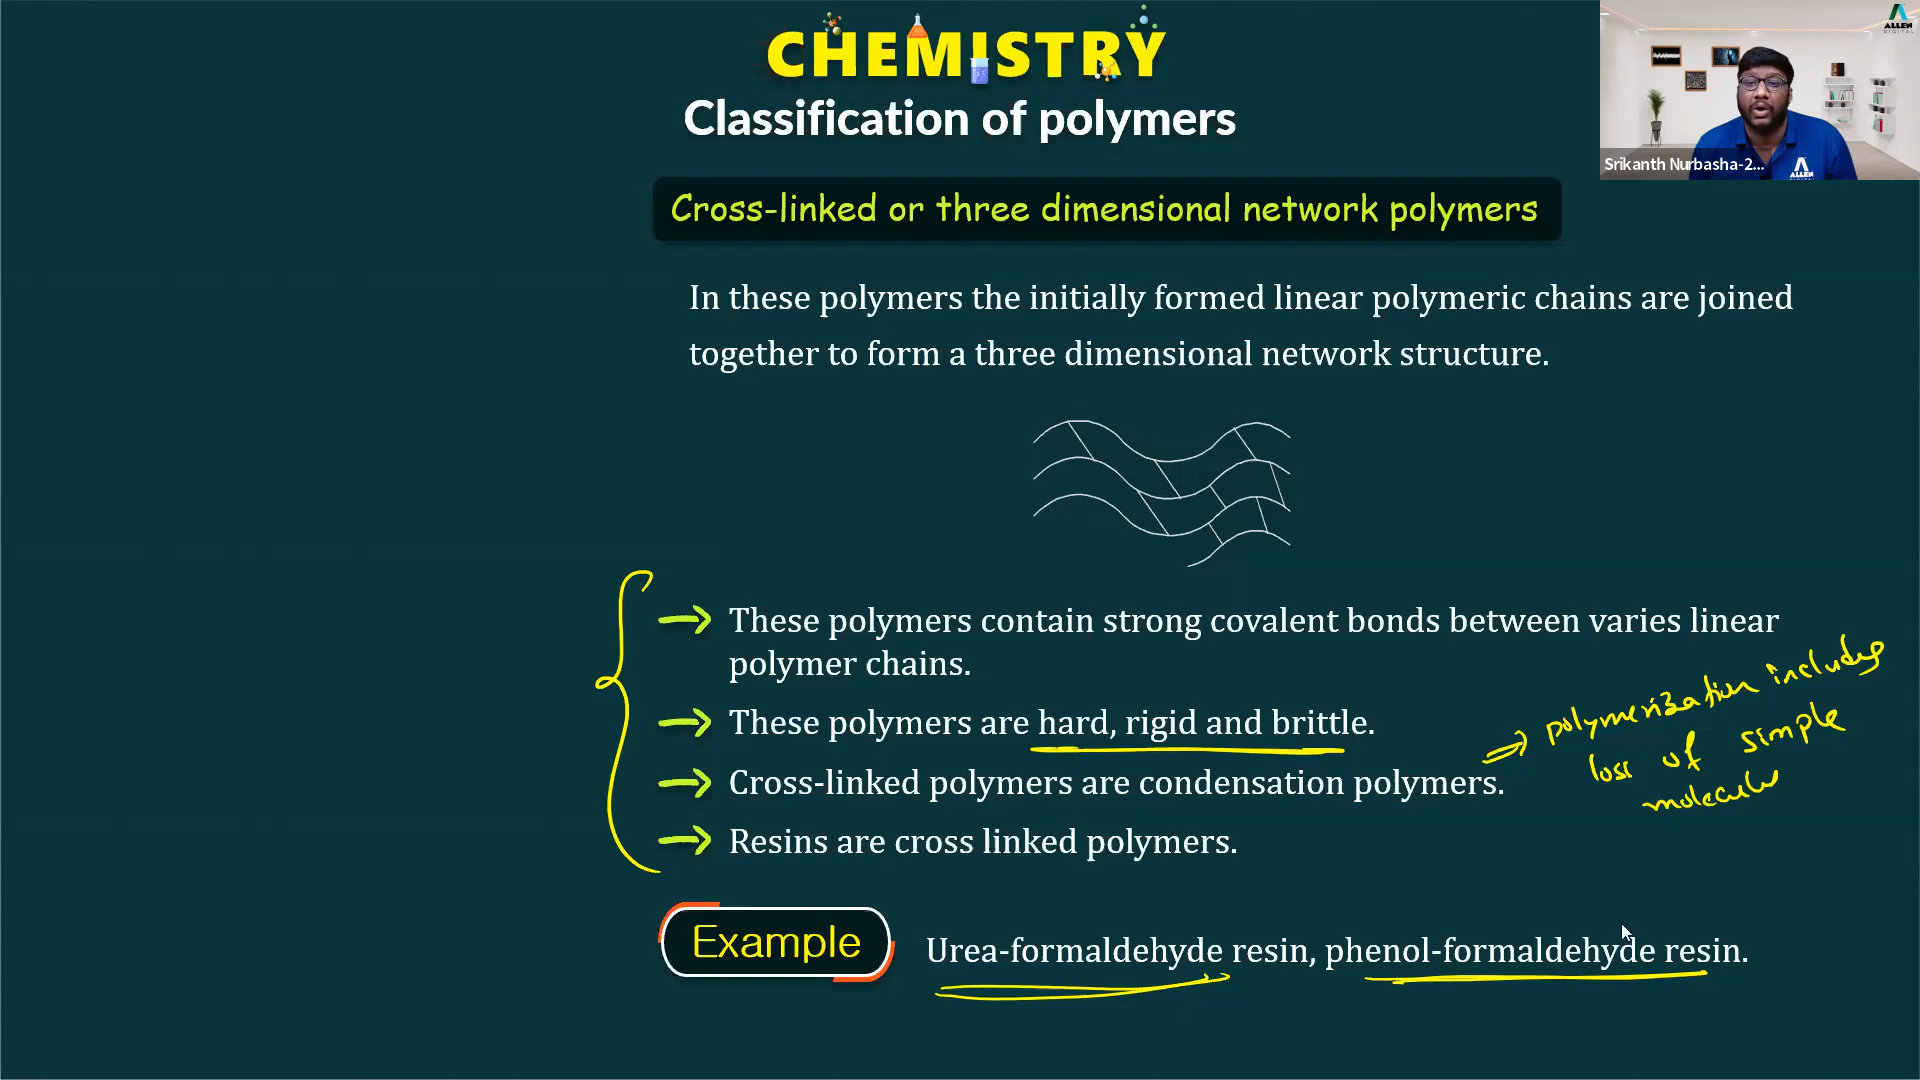 CHEMISTRY
Classification of polymers
ALLEN
DIGITAL
Srikanth Nurbasha-2...
ALLEN
Cross-linked or three dimensional network polymers
In these polymers the initially formed linear polymeric chains are joined
together to form a three dimensional network structure.
These polymers contain strong covalent bonds between varies linear
polymer chains.
These polymers are hard, rigid and brittle.
Cross-linked polymers are condensation polymers.
polymerization includes
loss of simple
molecule
Resins are cross linked polymers.
Example
Urea-formaldehyde resin, phenol-formaldehyde resin.